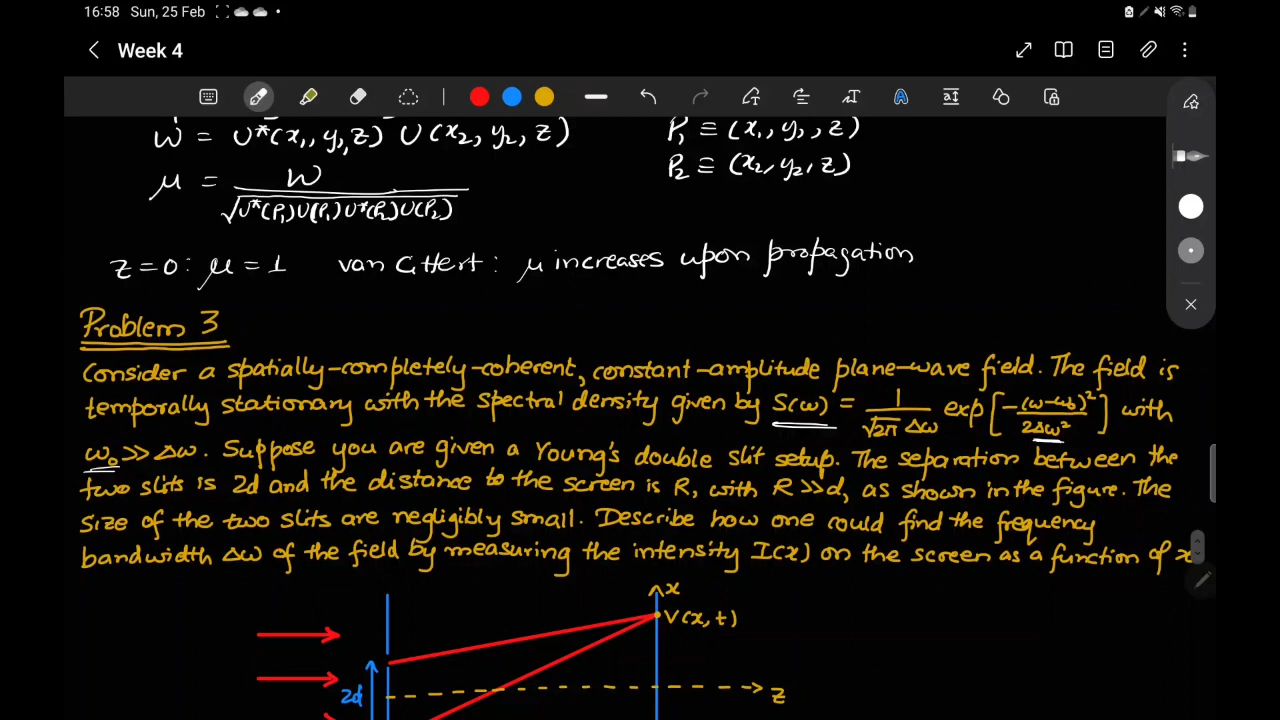 16:58 Sun, 25 Feb
Week 4
W = U*(x₁, y, z) U(x₂, y₂, z)
P₁ ≡ (x₁, y₁, z)
μ = W / √U*(P₁)U(P₁)U*(P₂)U(P₂)
P₂ ≡ (x₂, y₂, z)
z=0: μ=1 van Cittert: μ increases upon propagation
Problem 3
Consider a spatially-completely-coherent, constant-amplitude plane-wave field. The field is
temporally stationary with the spectral density given by S(ω) = 1/(√2π Δω) exp[-(ω-ω₀)²/2Δω²] with
ω₀ >> Δω. Suppose you are given a Young's double slit setup. The separation between the
two slits is 2d and the distance to the screen is R, with R>>d, as shown in the figure. The
size of the two slits are negligibly small. Describe how one could find the frequency
bandwidth Δω of the field by measuring the intensity I(x) on the screen as a function of x
x
V(x,t)
2d
z